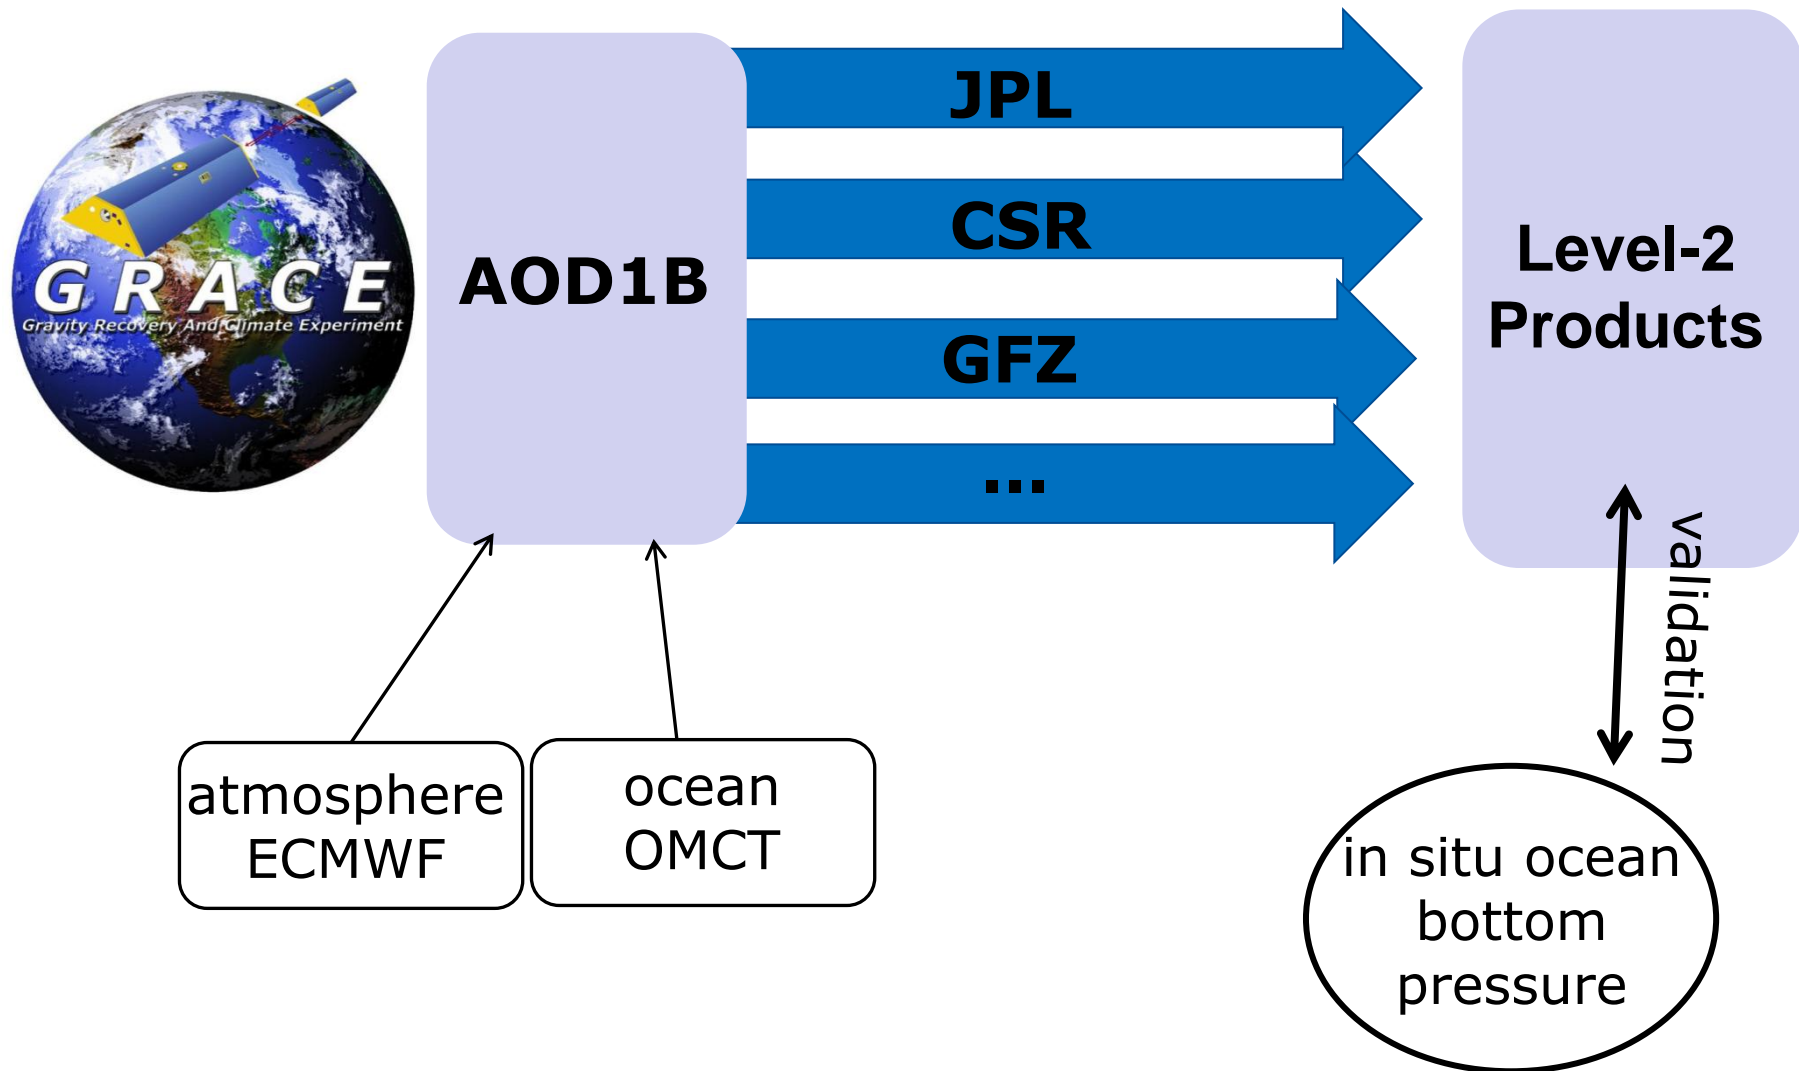 GRACE
Gravity Recovery And Climate Experiment
AOD1B
JPL
CSR
GFZ
...
Level-2
Products
validation
atmosphere
ECMWF
ocean
OMCT
in situ ocean
bottom
pressure